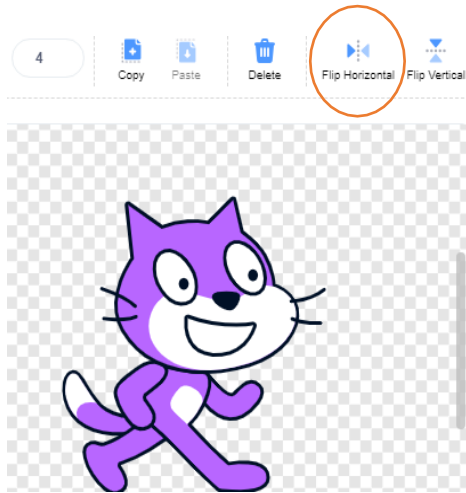 4
Copy
Paste
Delete
Flip Horizontal
Flip Vertical